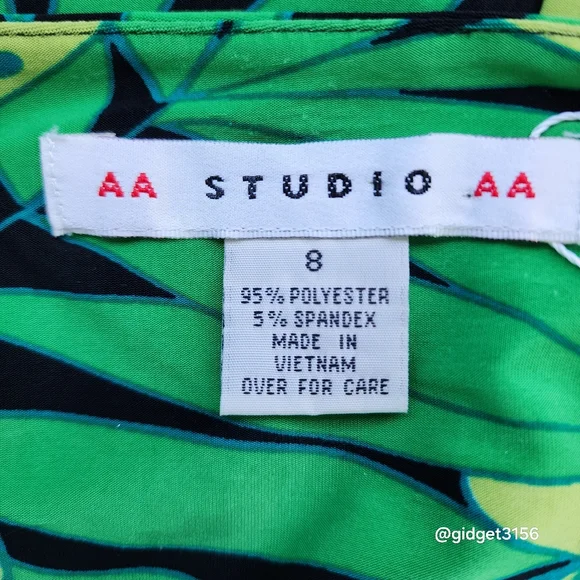 AA STUDIO AA
8
95% POLYESTER
5% SPANDEX
MADE IN
VIETNAM
OVER FOR CARE
@gidget3156